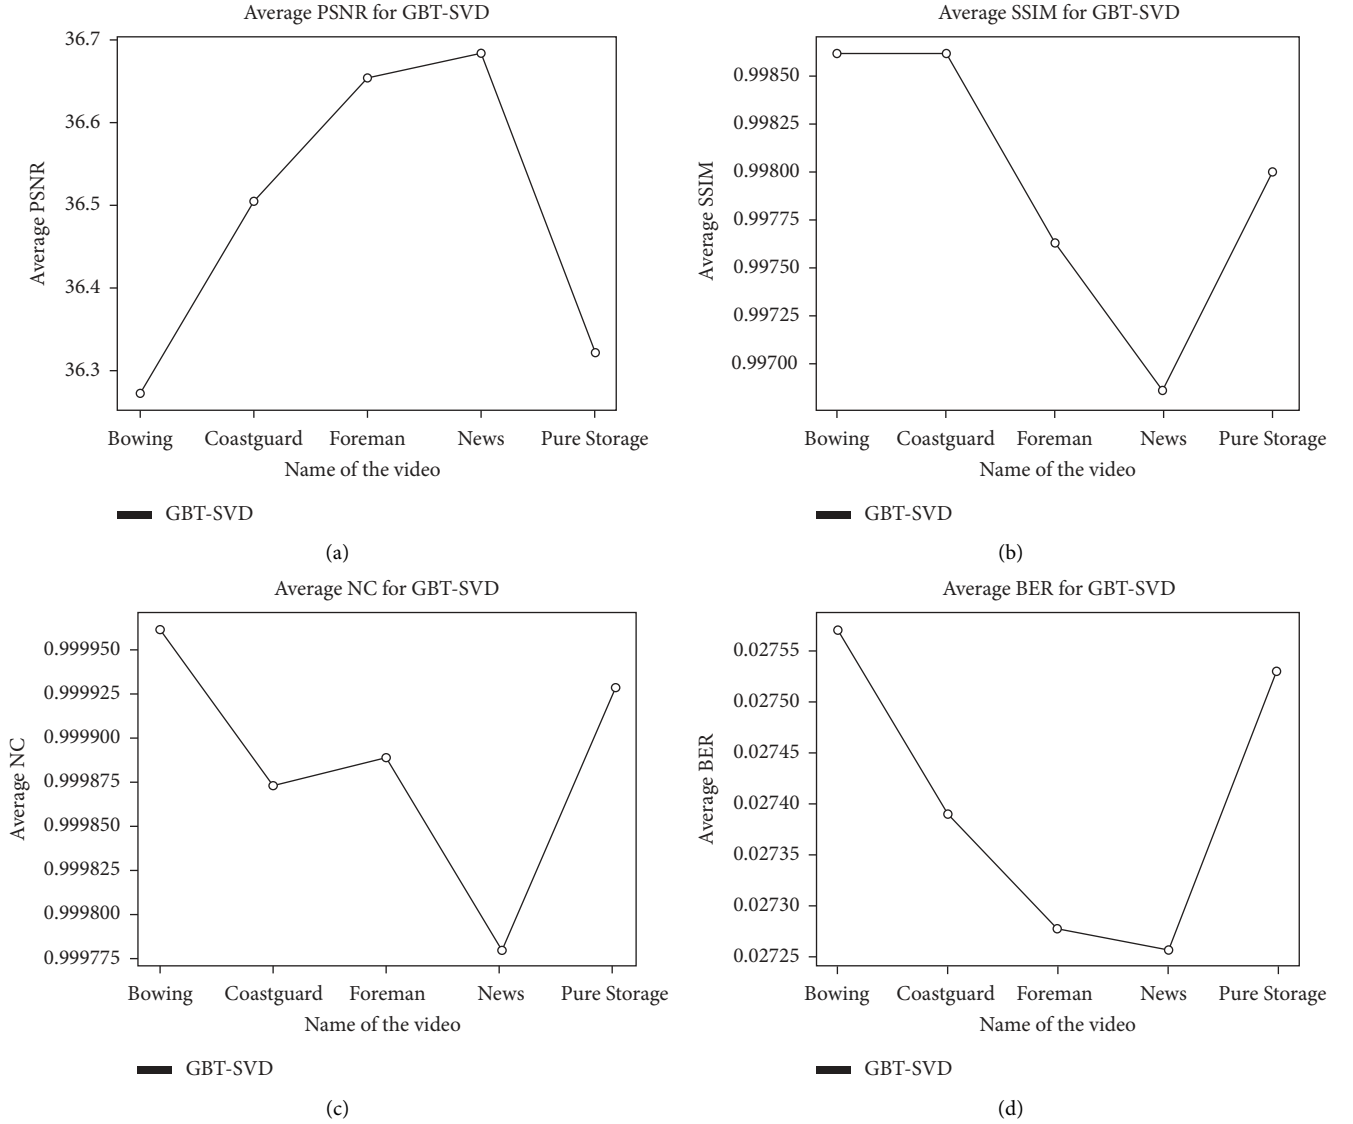 Average PSNR for GBT-SVD
36.7
36.6
36.5
36.4
36.3
Average PSNR
Bowing Coastguard Foreman News Pure Storage
Name of the video
GBT-SVD
(a)
Average SSIM for GBT-SVD
0.99850
0.99825
0.99800
0.99775
0.99750
0.99725
0.99700
Average SSIM
Bowing Coastguard Foreman News Pure Storage
Name of the video
GBT-SVD
(b)
Average NC for GBT-SVD
0.999950
0.999925
0.999900
0.999875
0.999850
0.999825
0.999800
0.999775
Average NC
Bowing Coastguard Foreman News Pure Storage
Name of the video
GBT-SVD
(c)
Average BER for GBT-SVD
0.02755
0.02750
0.02745
0.02740
0.02735
0.02730
0.02725
Average BER
Bowing Coastguard Foreman News Pure Storage
Name of the video
GBT-SVD
(d)